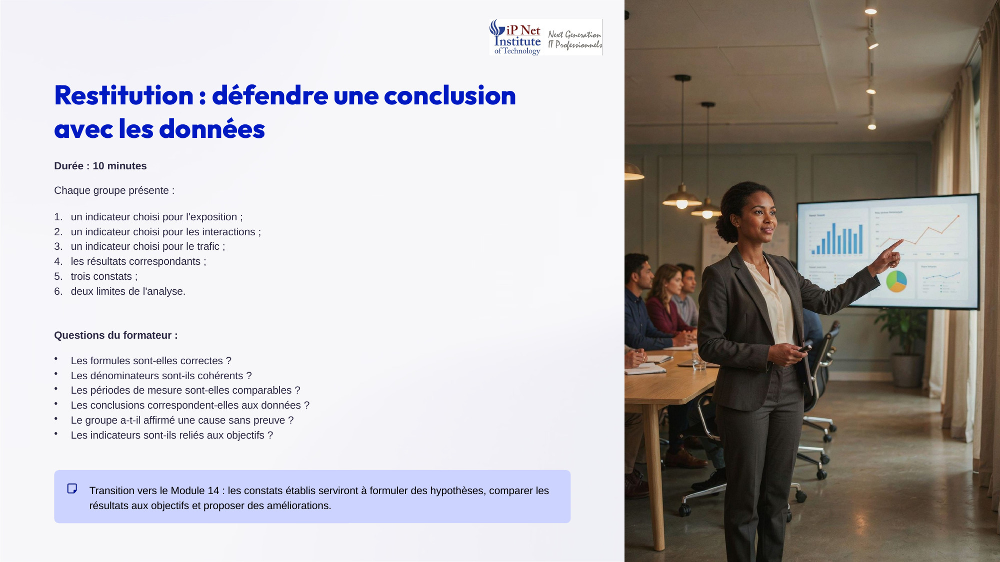 iP Net
Institute
of Technology
Next Generation
IT Professionnels
Restitution : défendre une conclusion
avec les données
Durée : 10 minutes
Chaque groupe présente :
1. un indicateur choisi pour l'exposition ;
2. un indicateur choisi pour les interactions ;
3. un indicateur choisi pour le trafic ;
4. les résultats correspondants ;
5. trois constats ;
6. deux limites de l'analyse.
Questions du formateur :
• Les formules sont-elles correctes ?
• Les dénominateurs sont-ils cohérents ?
• Les périodes de mesure sont-elles comparables ?
• Les conclusions correspondent-elles aux données ?
• Le groupe a-t-il affirmé une cause sans preuve ?
• Les indicateurs sont-ils reliés aux objectifs ?
Transition vers le Module 14 : les constats établis serviront à formuler des hypothèses, comparer les
résultats aux objectifs et proposer des améliorations.